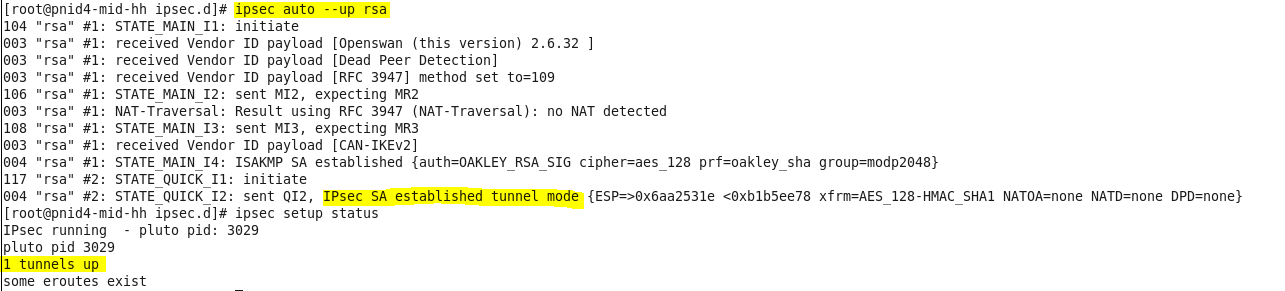 [root@pnid4-mid-hh ipsec.d]# ipsec auto --up rsa
104 "rsa" #1: STATE_MAIN_I1: initiate
003 "rsa" #1: received Vendor ID payload [Openswan (this version) 2.6.32 ]
003 "rsa" #1: received Vendor ID payload [Dead Peer Detection]
003 "rsa" #1: received Vendor ID payload [RFC 3947] method set to=109
106 "rsa" #1: STATE_MAIN_I2: sent MI2, expecting MR2
003 "rsa" #1: NAT-Traversal: Result using RFC 3947 (NAT-Traversal): no NAT detected
108 "rsa" #1: STATE_MAIN_I3: sent MI3, expecting MR3
003 "rsa" #1: received Vendor ID payload [CAN-IKEv2]
004 "rsa" #1: STATE_MAIN_I4: ISAKMP SA established {auth=OAKLEY_RSA_SIG cipher=aes_128 prf=oakley_sha group=modp2048}
117 "rsa" #2: STATE_QUICK_I1: initiate
004 "rsa" #2: STATE_QUICK_I2: sent QI2, IPsec SA established tunnel mode {ESP=>0x6aa2531e <0xb1b5ee78 xfrm=AES_128-HMAC_SHA1 NATOA=none NATD=none DPD=none}
[root@pnid4-mid-hh ipsec.d]# ipsec setup status
IPsec running  - pluto pid: 3029
pluto pid 3029
1 tunnels up
some eroutes exist